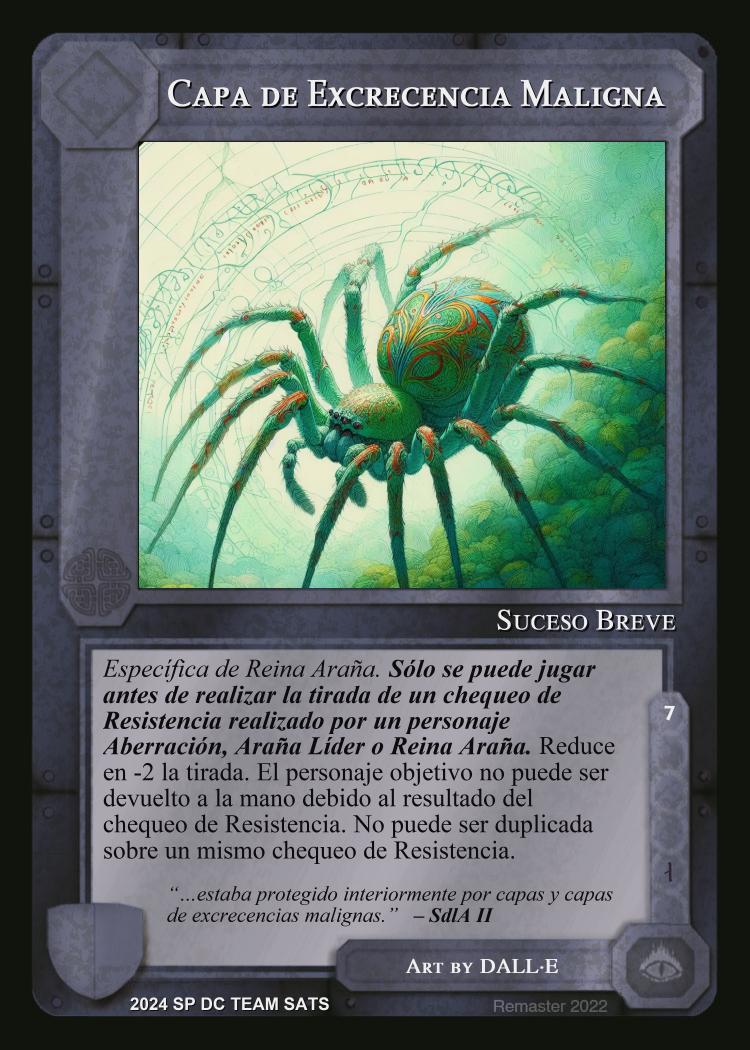 Capa de Excrecencia Maligna
Suceso Breve
Específica de Reina Araña. Sólo se puede jugar
antes de realizar la tirada de un chequeo de
Resistencia realizado por un personaje
Aberración, Araña Líder o Reina Araña. Reduce
en -2 la tirada. El personaje objetivo no puede ser
devuelto a la mano debido al resultado del
chequeo de Resistencia. No puede ser duplicada
sobre un mismo chequeo de Resistencia.
7
“…estaba protegido interiormente por capas y capas
de excrecencias malignas.” – SdlA II
Art by DALL·E
2024 SP DC TEAM SATS
Remaster 2022